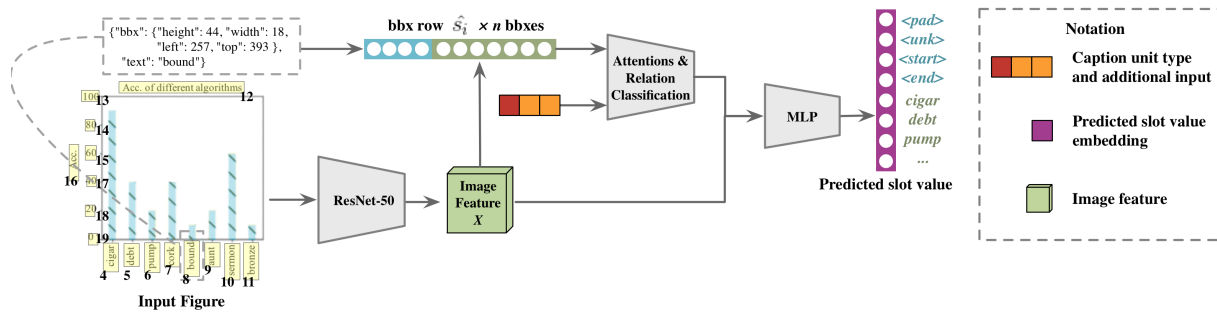 {"bbx": {"height": 44, "width": 18,
"left": 257, "top": 393 },
"text": "bound"}
bbx row ŝᵢ × n bbxes
Attentions &
Relation
Classification
MLP
<pad>
<unk>
<start>
<end>
cigar
debt
pump
...
Predicted slot value
Notation
Caption unit type
and additional input
Predicted slot value
embedding
Image feature
Acc. of different algorithms
12
100
13
80
14
60
15
Acc.
16
40
17
20
18
0
19
cigar
debt
pump
cork
bound
aunt
sermon
bronze
4
5
6
7
8
9
10
11
Input Figure
ResNet-50
Image
Feature
X